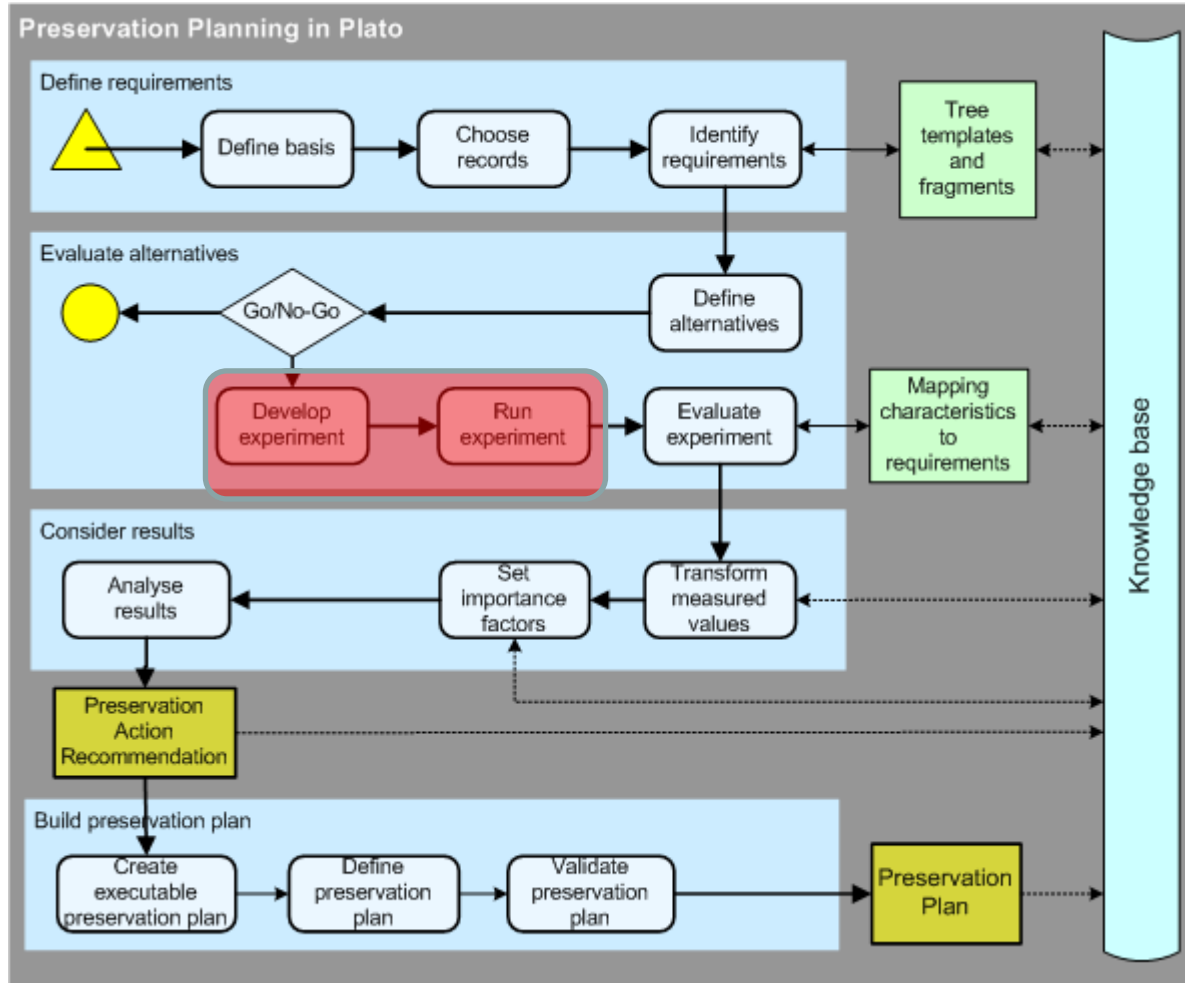 Preservation Planning in Plato
Define requirements
Define basis
Choose
records
Identify
requirements
Tree
templates
and
fragments
Evaluate alternatives
Go/No-Go
Define
alternatives
Develop
experiment
Run
experiment
Evaluate
experiment
Mapping
characteristics
to
requirements
Knowledge base
Consider results
Analyse
results
Set
importance
factors
Transform
measured
values
Preservation
Action
Recommendation
Build preservation plan
Create
executable
preservation plan
Define
preservation
plan
Validate
preservation
plan
Preservation
Plan